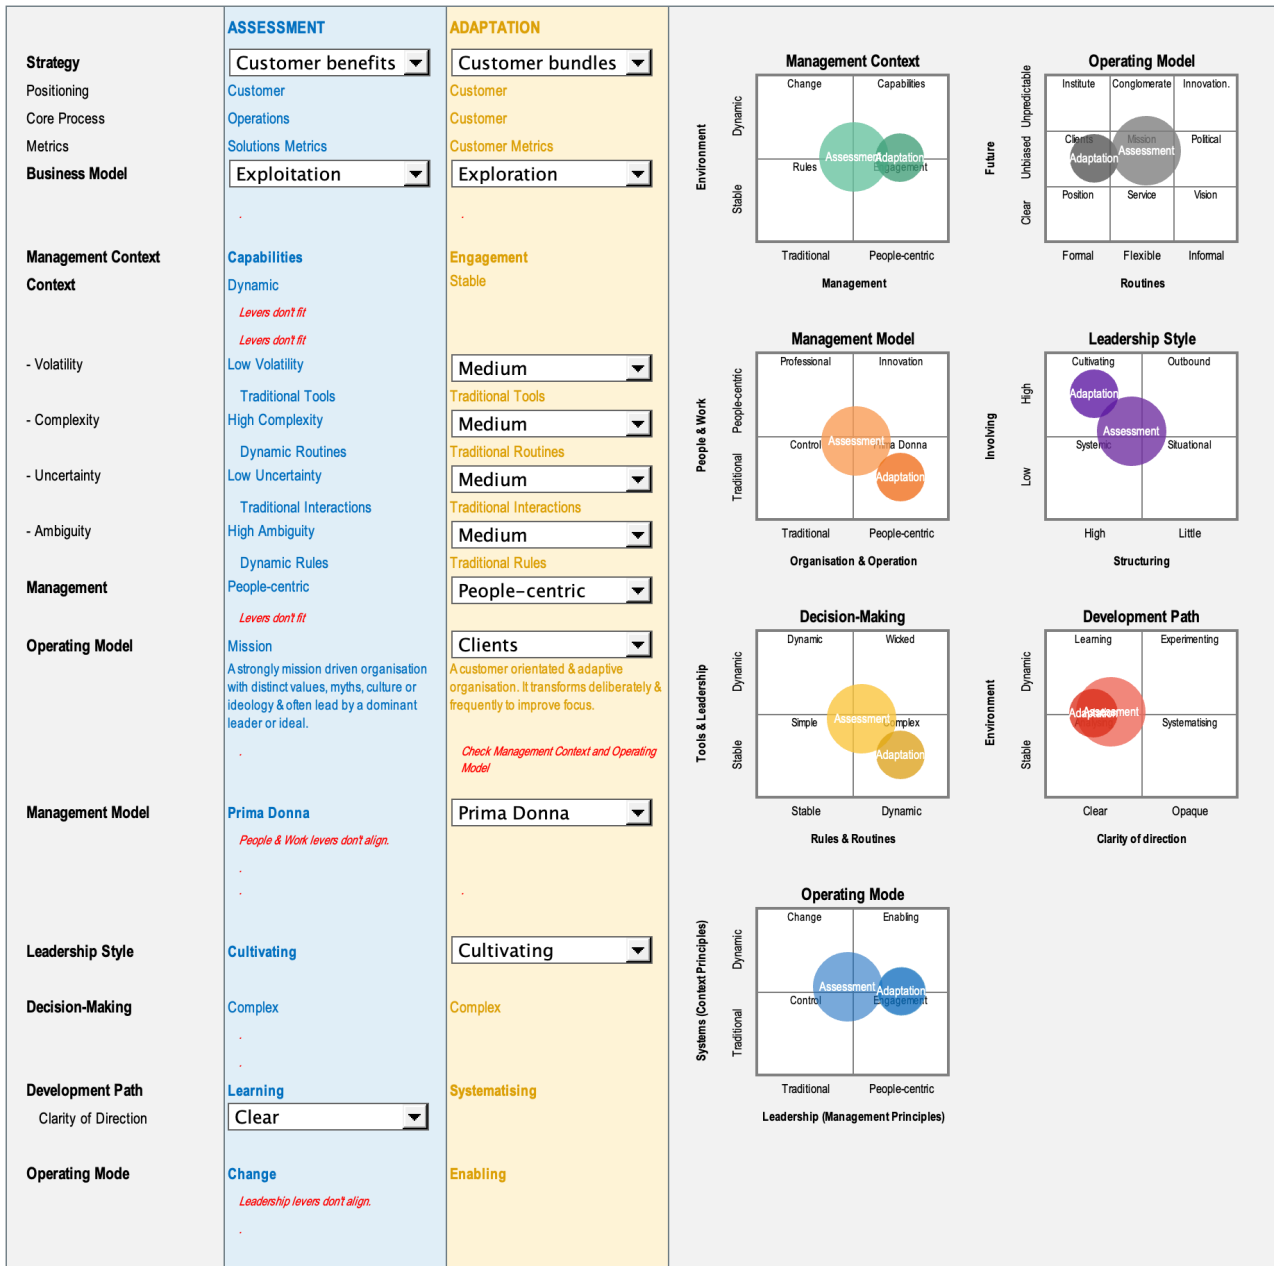 ASSESSMENT ADAPTATION
Strategy Customer benefits Customer bundles
Positioning Customer Customer
Core Process Operations Customer
Metrics Solutions Metrics Customer Metrics
Business Model Exploitation Exploration
Management Context Capabilities Engagement
Context Dynamic Stable
Levers don't fit
Levers don't fit
- Volatility Low Volatility Medium
Traditional Tools Traditional Tools
- Complexity High Complexity Medium
Dynamic Routines Traditional Routines
- Uncertainty Low Uncertainty Medium
Traditional Interactions Traditional Interactions
- Ambiguity High Ambiguity Medium
Dynamic Rules Traditional Rules
Management People-centric People-centric
Levers don't fit
Operating Model Mission Clients
A strongly mission driven organisation
with distinct values, myths, culture or
ideology & often lead by a dominant
leader or ideal.
A customer orientated & adaptive
organisation. It transforms deliberately &
frequently to improve focus.
Check Management Context and Operating
Model
Management Model Prima Donna Prima Donna
People & Work levers don't align.
Leadership Style Cultivating Cultivating
Decision-Making Complex Complex
Development Path Learning Systematising
Clarity of Direction Clear
Operating Mode Change Enabling
Leadership levers don't align.
Management Context
Change Capabilities
Dynamic
Environment
Assessment Adaptation
Rules Engagement
Stable
Traditional People-centric
Management
Operating Model
Institute Conglomerate Innovation.
Unpredictable
Future
Clients Mission Political
Unbiased
Adaptation Assessment
Position Service Vision
Clear
Formal Flexible Informal
Routines
Management Model
Professional Innovation
People-centric
People & Work
Assessment
Control Prima Donna
Traditional
Adaptation
Traditional People-centric
Organisation & Operation
Leadership Style
Cultivating Outbound
High
Adaptation
Involving
Assessment
Systemic Situational
Low
High Little
Structuring
Decision-Making
Dynamic Wicked
Dynamic
Tools & Leadership
Assessment
Simple Complex
Stable
Adaptation
Stable Dynamic
Rules & Routines
Development Path
Learning Experimenting
Dynamic
Environment
Adaptation Assessment
Systematising
Stable
Clear Opaque
Clarity of direction
Operating Mode
Change Enabling
Dynamic
Systems (Context Principles)
Assessment Adaptation
Control Engagement
Traditional
Traditional People-centric
Leadership (Management Principles)